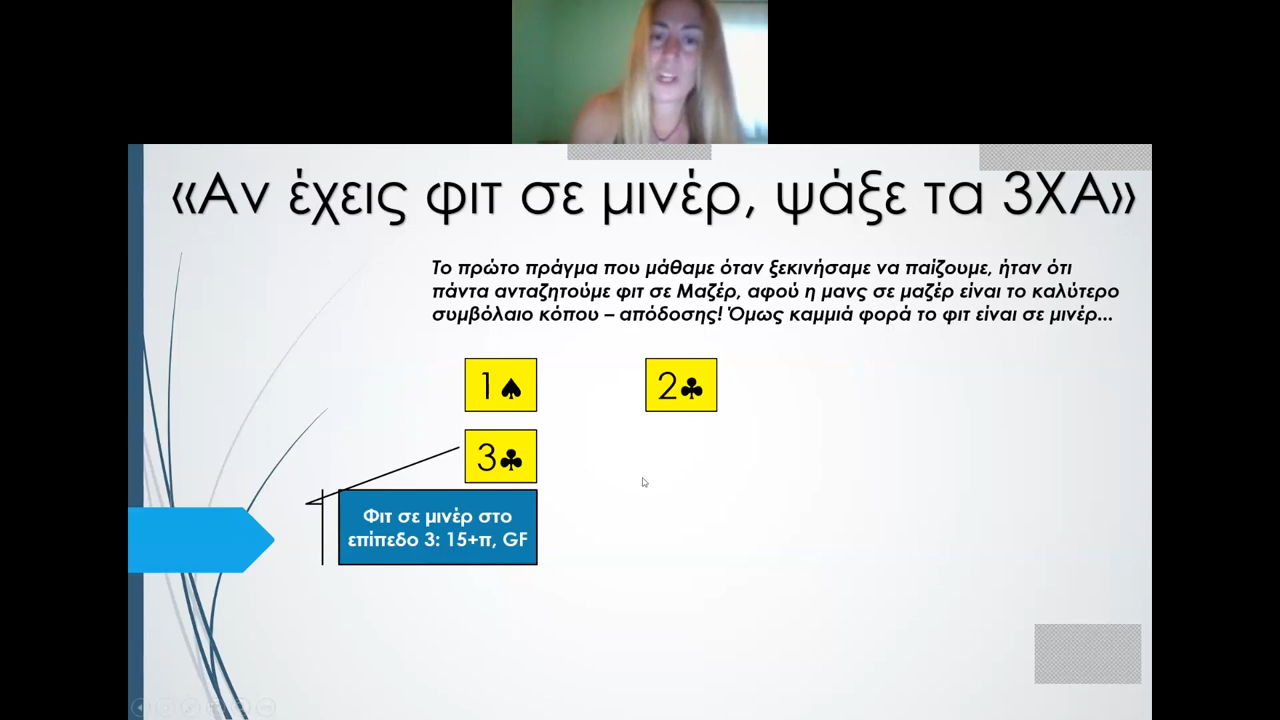 «Αν έχεις φιτ σε μινέρ, ψάξε τα 3ΧΑ»
Το πρώτο πράγμα που μάθαμε όταν ξεκινήσαμε να παίζουμε, ήταν ότι
πάντα ανταζητούμε φιτ σε Μαζέρ, αφού η μανς σε μαζέρ είναι το καλύτερο
συμβόλαιο κόπου – απόδοσης! Όμως καμμιά φορά το φιτ είναι σε μινέρ...
1♠ 2♣
3♣
Φιτ σε μινέρ στο
επίπεδο 3: 15+π, GF